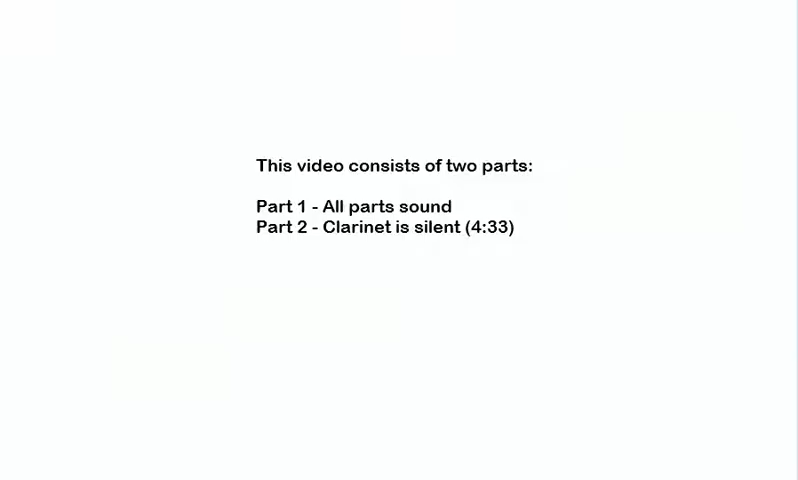 This video consists of two parts:
Part 1 - All parts sound
Part 2 - Clarinet is silent (4:33)